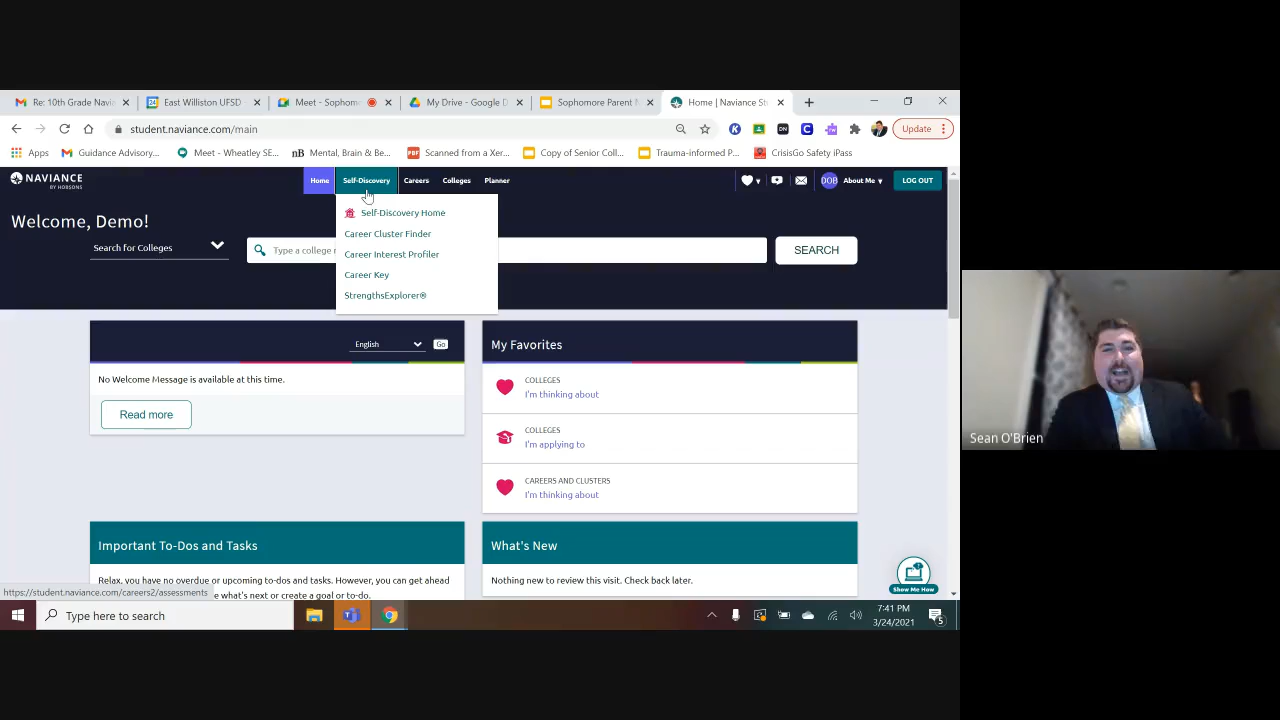 Re: 10th Grade Navi
East Williston UFSD
Meet - Sophom
My Drive - Google D
Sophomore Parent N
Home | Naviance St
student.naviance.com/main
Update
Apps
Guidance Advisory...
Meet - Wheatley SE...
nB Mental, Brain & Be...
Scanned from a Xer...
Copy of Senior Coll...
Trauma-informed P...
CrisisGo Safety iPass
NAVIANCE
BY HOBSONS
Home
Self-Discovery
Careers
Colleges
Planner
DOB
About Me
LOG OUT
Self-Discovery Home
Career Cluster Finder
Career Interest Profiler
Career Key
StrengthsExplorer®
Welcome, Demo!
Search for Colleges
Type a college n
SEARCH
English
Go
No Welcome Message is available at this time.
Read more
My Favorites
COLLEGES
I'm thinking about
COLLEGES
I'm applying to
CAREERS AND CLUSTERS
I'm thinking about
Important To-Dos and Tasks
Relax, you have no overdue or upcoming to-dos and tasks. However, you can get ahead
what's next or create a goal or to-do.
What's New
Nothing new to review this visit. Check back later.
Show Me How
https://student.naviance.com/careers2/assessments
Type here to search
7:41 PM
3/24/2021
5
Sean O'Brien